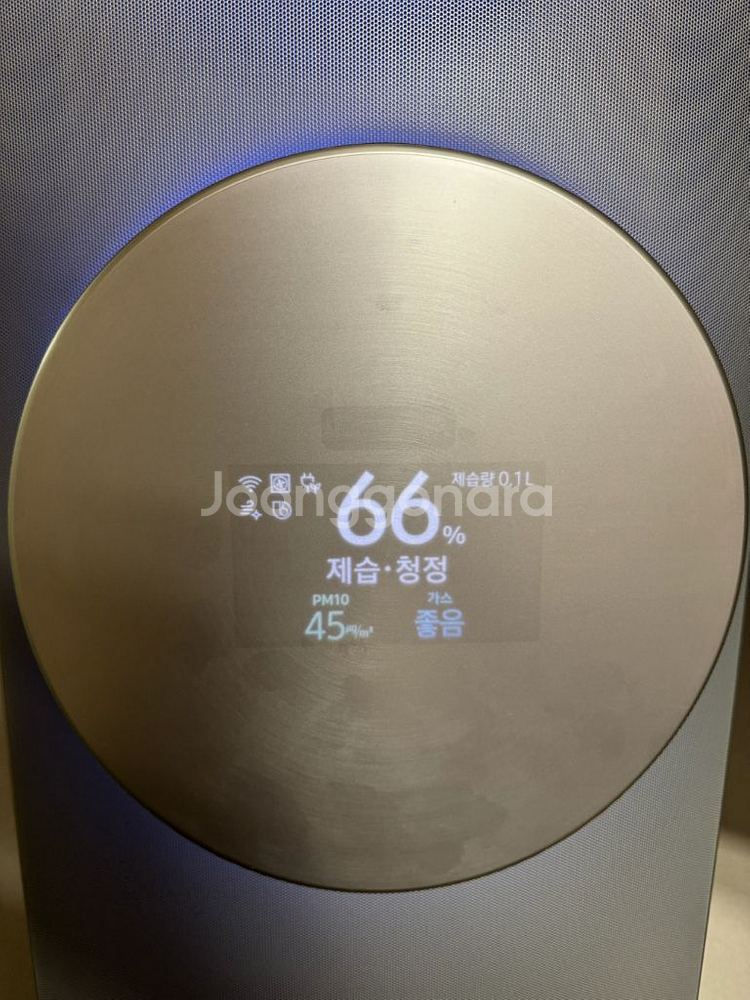 제습량 0.1L
66%
제습·청정
PM10 가스
45㎍/m³ 좋음
Joonggonara